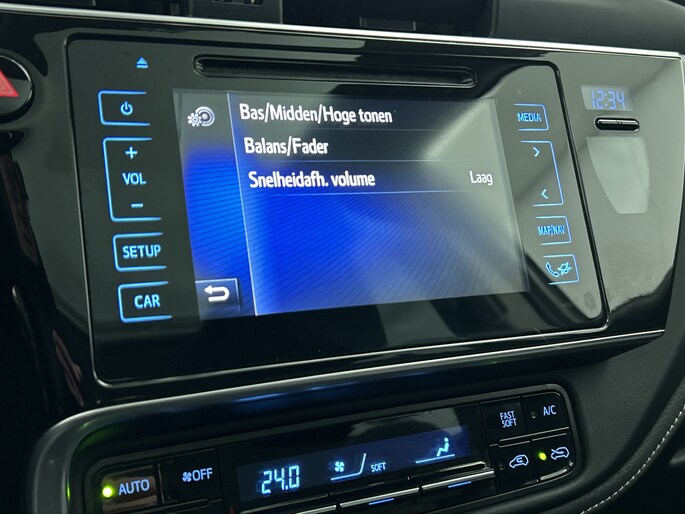 Bas/Midden/Hoge tonen
Balans/Fader
Snelheidafh. volume Laag
+
VOL
-
SETUP
CAR
MEDIA
MAP/NAV
12:34
AUTO
OFF
24.0
SOFT
FAST
SOFT
A/C